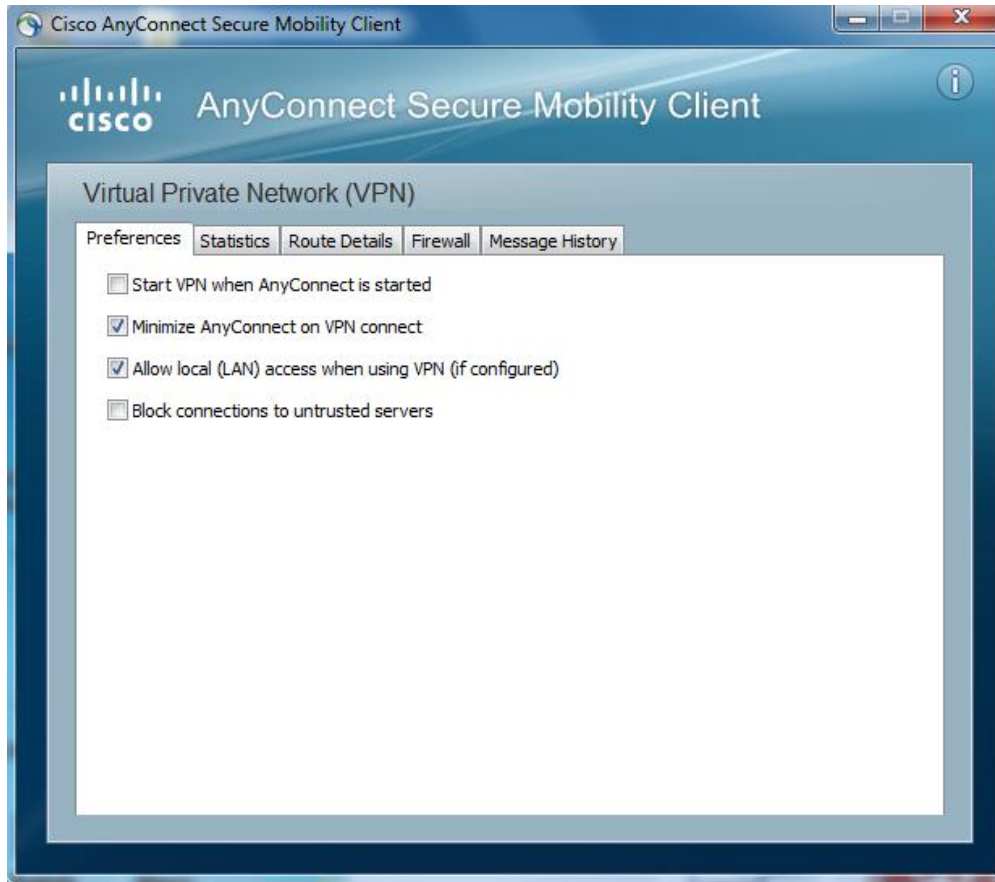 Cisco AnyConnect Secure Mobility Client
CISCO AnyConnect Secure Mobility Client
i
Virtual Private Network (VPN)
Preferences Statistics Route Details Firewall Message History
Start VPN when AnyConnect is started
Minimize AnyConnect on VPN connect
Allow local (LAN) access when using VPN (if configured)
Block connections to untrusted servers